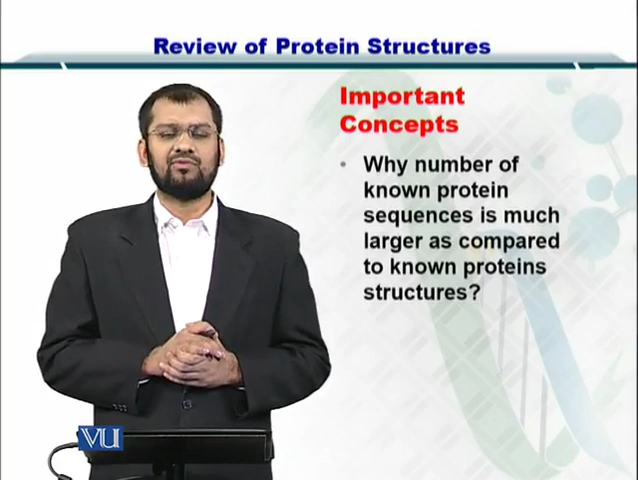 Review of Protein Structures
Important
Concepts
• Why number of
known protein
sequences is much
larger as compared
to known proteins
structures?
VU